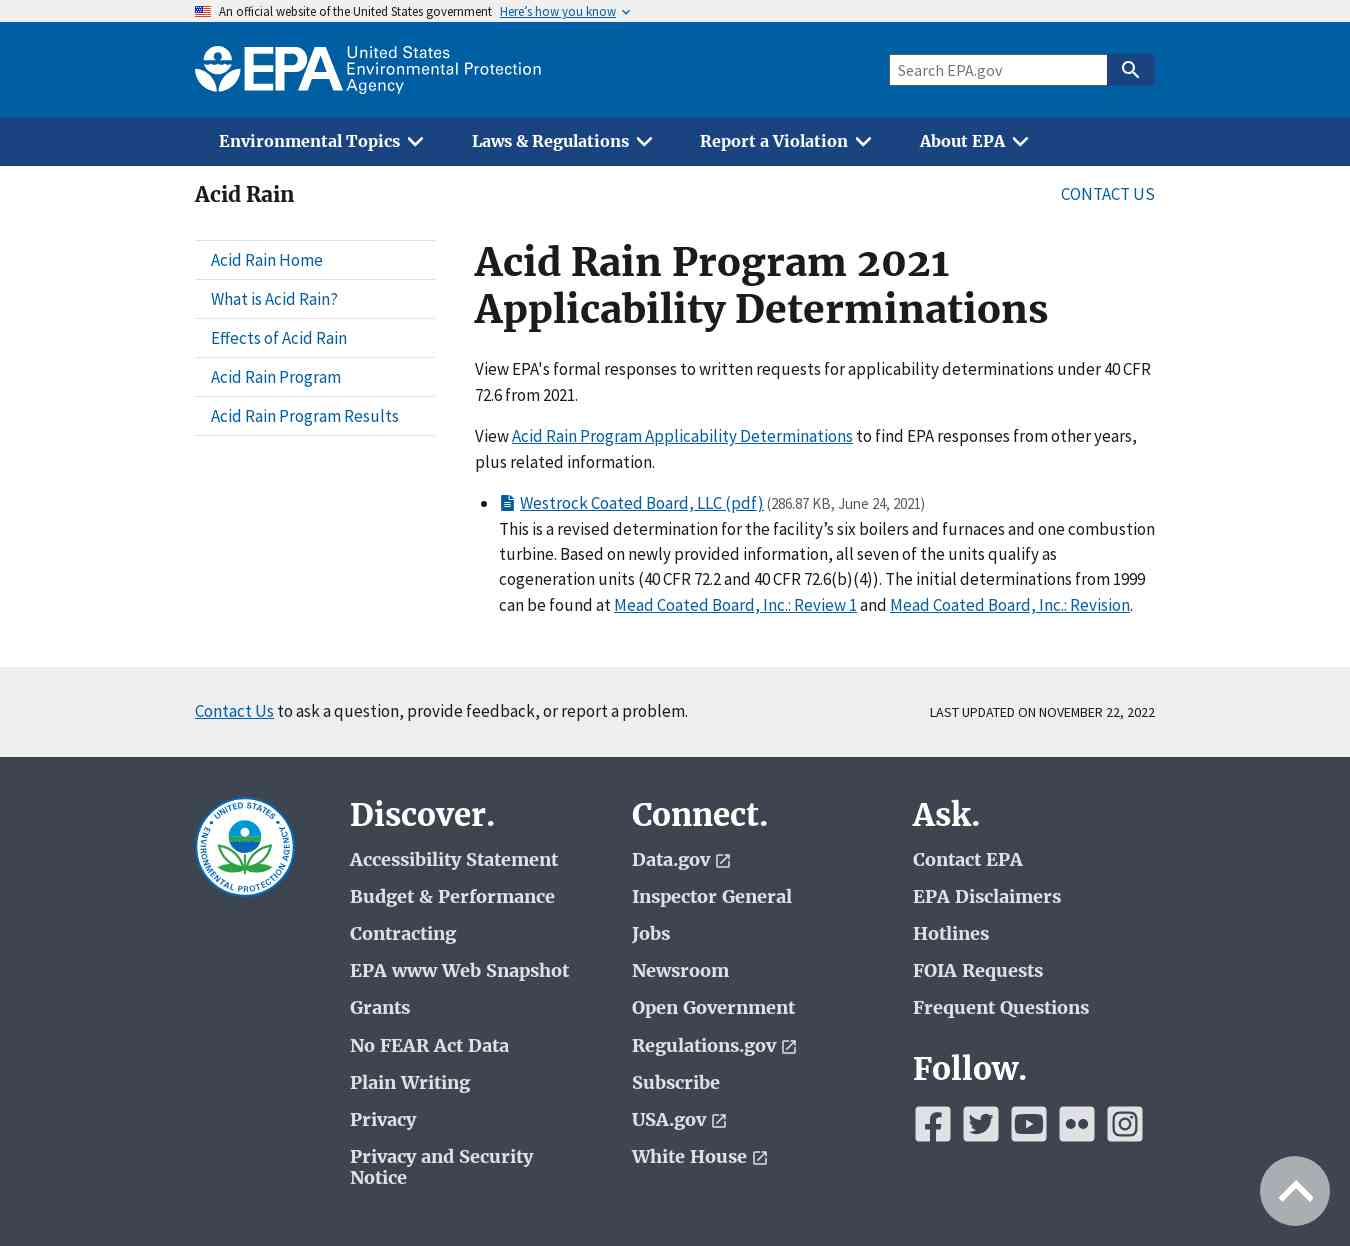 An official website of the United States government Here's how you know
EPA
United States
Environmental Protection
Agency
Search EPA.gov
Environmental Topics
Laws & Regulations
Report a Violation
About EPA
Acid Rain
CONTACT US
Acid Rain Home
What is Acid Rain?
Effects of Acid Rain
Acid Rain Program
Acid Rain Program Results
Acid Rain Program 2021
Applicability Determinations
View EPA's formal responses to written requests for applicability determinations under 40 CFR
72.6 from 2021.
View Acid Rain Program Applicability Determinations to find EPA responses from other years,
plus related information.
Westrock Coated Board, LLC (pdf) (286.87 KB, June 24, 2021)
This is a revised determination for the facility’s six boilers and furnaces and one combustion
turbine. Based on newly provided information, all seven of the units qualify as
cogeneration units (40 CFR 72.2 and 40 CFR 72.6(b)(4)). The initial determinations from 1999
can be found at Mead Coated Board, Inc.: Review 1 and Mead Coated Board, Inc.: Revision.
Contact Us to ask a question, provide feedback, or report a problem.
LAST UPDATED ON NOVEMBER 22, 2022
UNITED STATES
ENVIRONMENTAL PROTECTION AGENCY
Discover.
Accessibility Statement
Budget & Performance
Contracting
EPA www Web Snapshot
Grants
No FEAR Act Data
Plain Writing
Privacy
Privacy and Security
Notice
Connect.
Data.gov
Inspector General
Jobs
Newsroom
Open Government
Regulations.gov
Subscribe
USA.gov
White House
Ask.
Contact EPA
EPA Disclaimers
Hotlines
FOIA Requests
Frequent Questions
Follow.